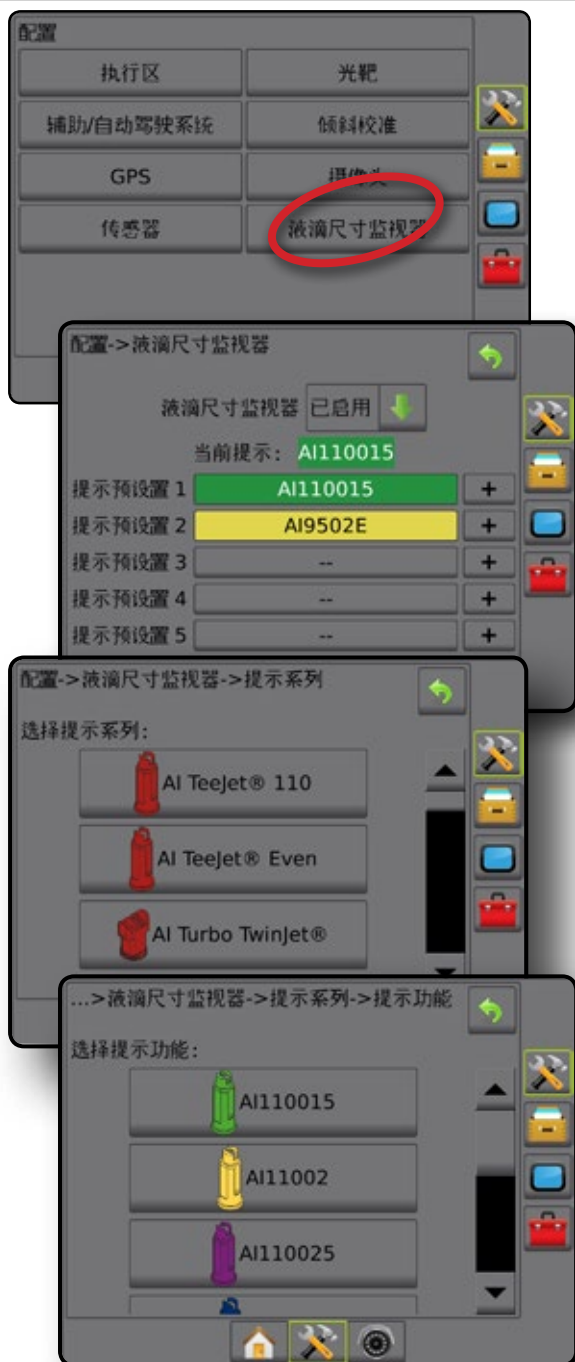 配置
执行区 光靶
辅助/自动驾驶系统 倾斜校准
GPS 摄像头
传感器 液滴尺寸监视器
配置->液滴尺寸监视器
液滴尺寸监视器 已启用
当前提示: AI110015
提示预设置 1 AI110015 +
提示预设置 2 AI9502E +
提示预设置 3 -- +
提示预设置 4 -- +
提示预设置 5 -- +
配置->液滴尺寸监视器->提示系列
选择提示系列:
AI TeeJet® 110
AI TeeJet® Even
AI Turbo TwinJet®
...>液滴尺寸监视器->提示系列->提示功能
选择提示功能:
AI110015
AI11002
AI110025